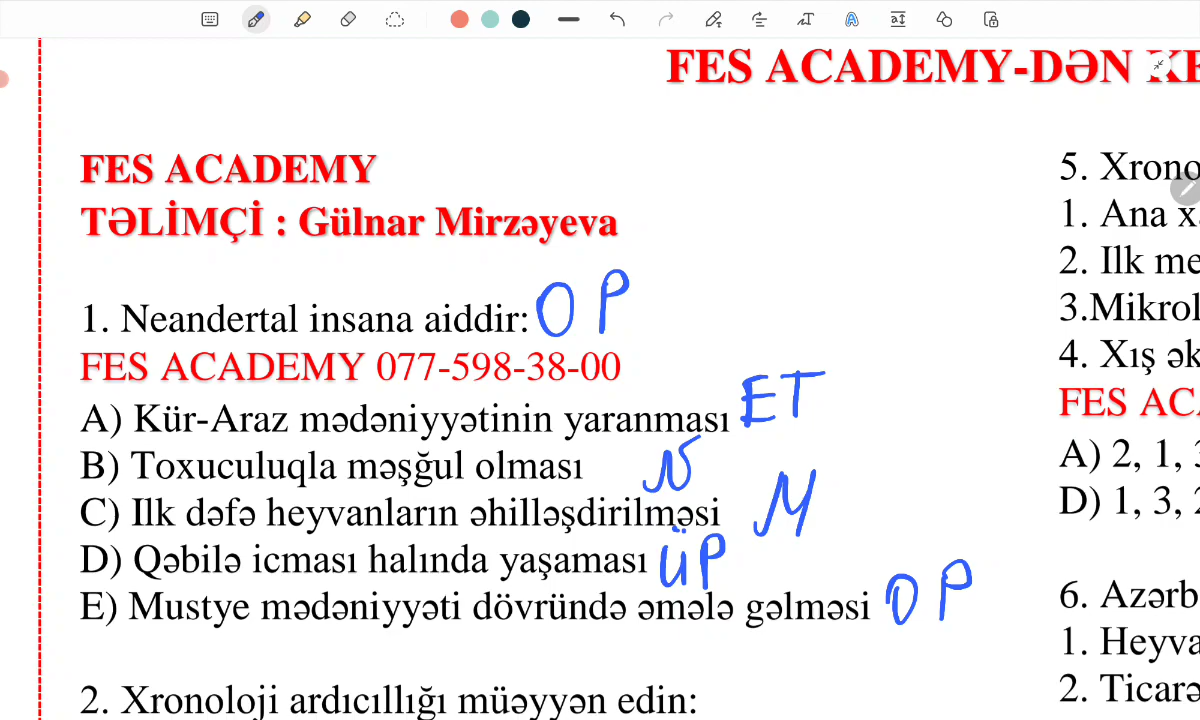 FES ACADEMY-DƏN
FES ACADEMY
TƏLİMÇİ : Gülnar Mirzəyeva
1. Neandertal insana aiddir: OP
FES ACADEMY 077-598-38-00
A) Kür-Araz mədəniyyətinin yaranması ET
B) Toxuculuqla məşğul olması N
C) Ilk dəfə heyvanların əhilləşdirilməsi M
D) Qəbilə icması halında yaşaması ÜP
E) Mustye mədəniyyəti dövründə əmələ gəlməsi OP
2. Xronoloji ardıcıllığı müəyyən edin:
5. Xrono
1. Ana x
2. Ilk me
3.Mikrol
4. Xış ək
FES AC
A) 2, 1,
D) 1, 3,
6. Azərb
1. Heyva
2. Ticarə